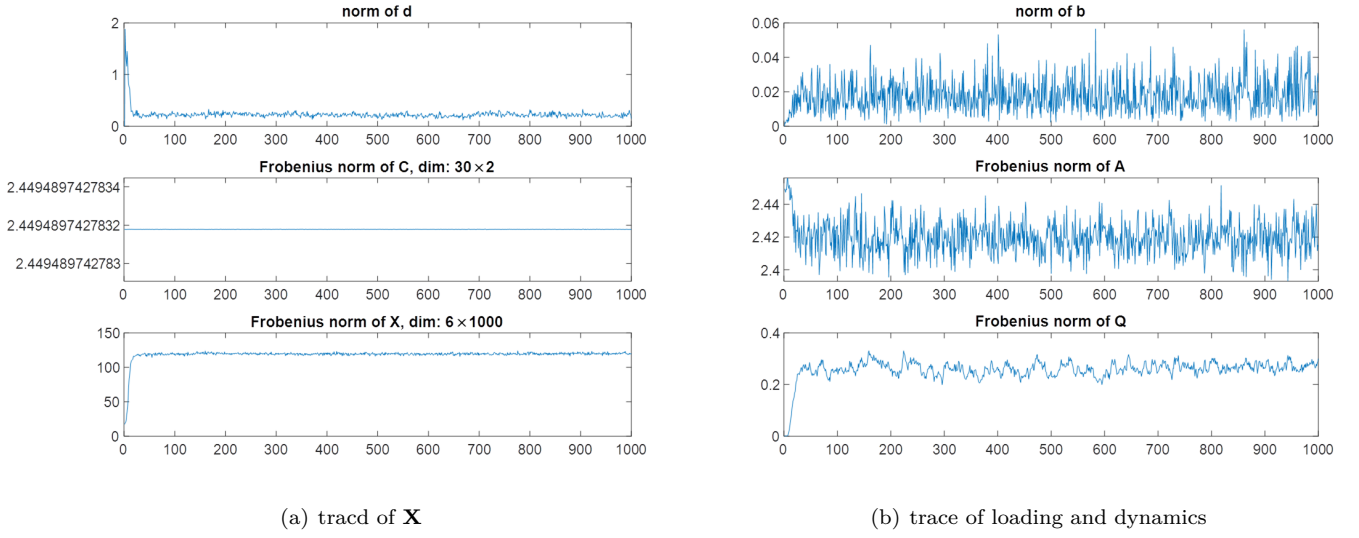 norm of d
2
1
0
0 100 200 300 400 500 600 700 800 900 1000
Frobenius norm of C, dim: 30×2
2.4494897427834
2.4494897427832
2.449489742783
0 100 200 300 400 500 600 700 800 900 1000
Frobenius norm of X, dim: 6×1000
150
100
50
0
0 100 200 300 400 500 600 700 800 900 1000
(a) tracd of X
norm of b
0.06
0.04
0.02
0
0 100 200 300 400 500 600 700 800 900 1000
Frobenius norm of A
2.44
2.42
2.4
0 100 200 300 400 500 600 700 800 900 1000
Frobenius norm of Q
0.4
0.2
0
0 100 200 300 400 500 600 700 800 900 1000
(b) trace of loading and dynamics